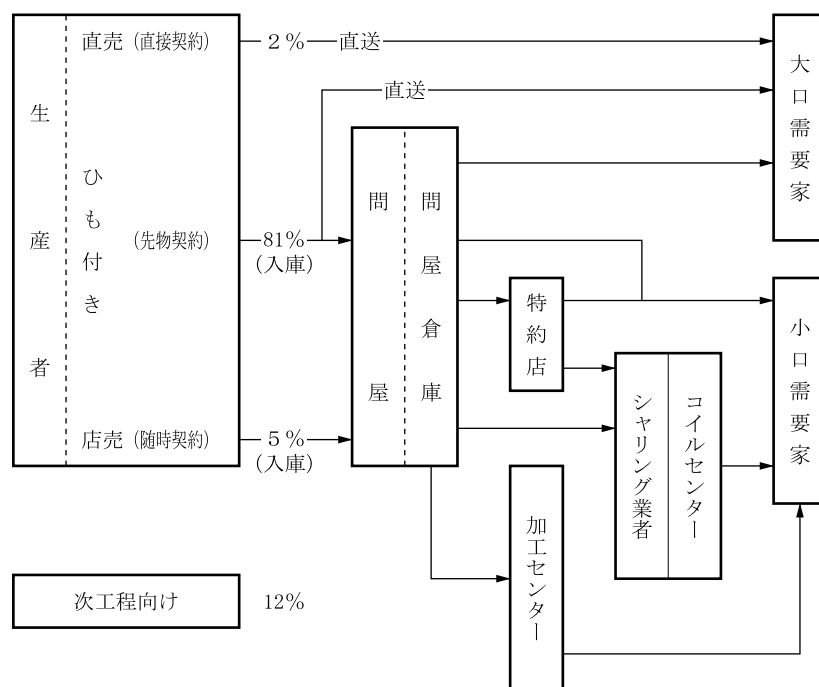 生産者
直売（直接契約）
ひも付き
（先物契約）
店売（随時契約）
2％
直送
直送
81％
（入庫）
5％
（入庫）
問屋
問屋倉庫
特約店
シャリング業者
コイルセンター
加工センター
大口需要家
小口需要家
次工程向け
12％